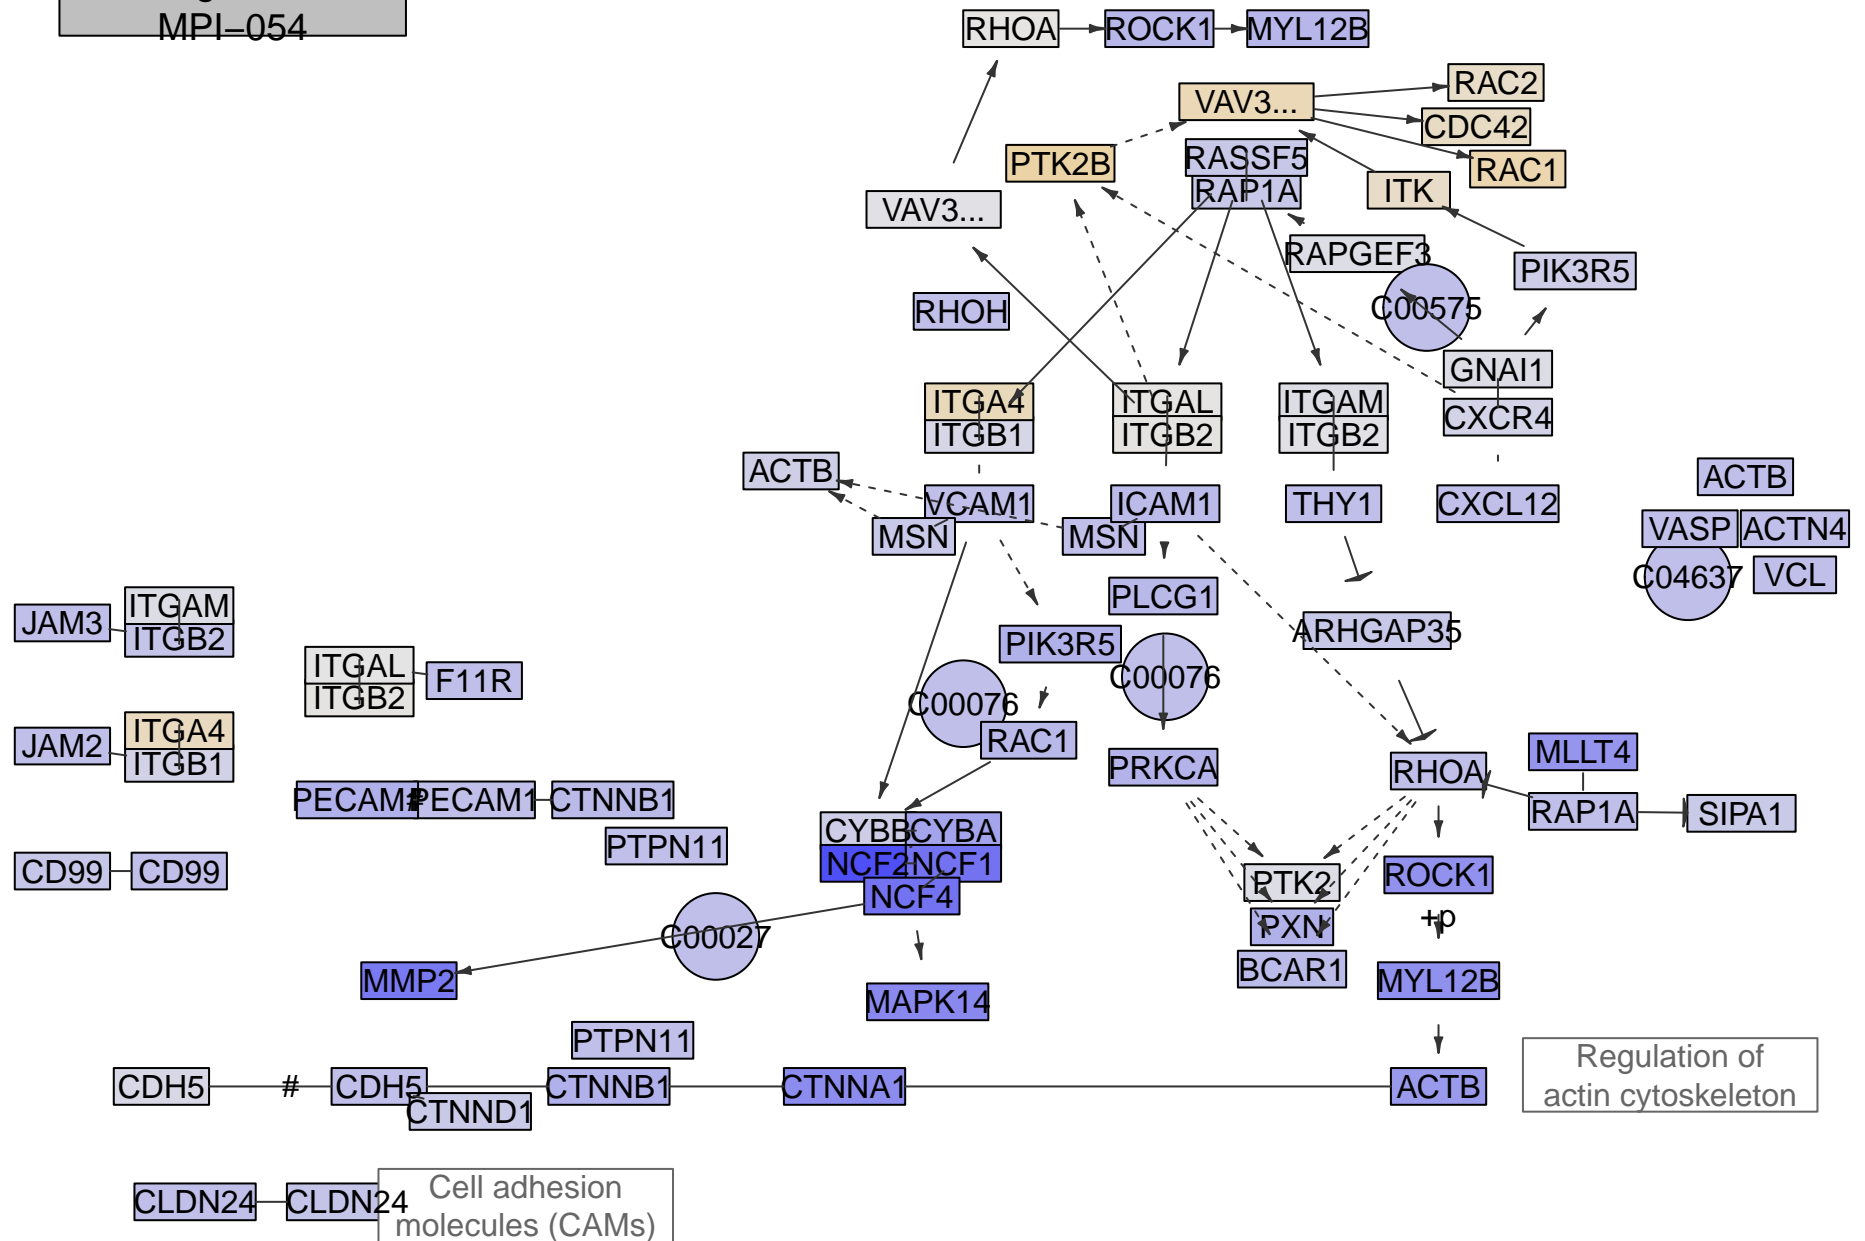 MPI−054
RHOA
ROCK1
MYL12B
RAC2
VAV3...
CDC42
PTK2B
RASSF5
RAC1
RAP1A
ITK
VAV3...
RAPGEF3
PIK3R5
RHOH
C00575
GNAI1
ITGA4
ITGAL
ITGAM
CXCR4
ITGB1
ITGB2
ITGB2
ACTB
ACTB
VCAM1
ICAM1
THY1
CXCL12
MSN
MSN
VASP
ACTN4
C04637
VCL
PLCG1
ITGAM
JAM3
ITGB2
ARHGAP35
PIK3R5
ITGAL
F11R
ITGB2
C00076
C00076
ITGA4
JAM2
ITGB1
RAC1
PRKCA
RHOA
MLLT4
PECAM1
#
PECAM1
CTNNB1
RAP1A
SIPA1
CYBB
CYBA
PTPN11
NCF2
NCF1
CD99
CD99
NCF4
PTK2
ROCK1
+p
PXN
C00027
BCAR1
MMP2
MYL12B
MAPK14
PTPN11
CDH5
#
CDH5
CTNNB1
CTNNA1
ACTB
CTNND1
Regulation of
actin cytoskeleton
CLDN24
CLDN24
Cell adhesion
molecules (CAMs)